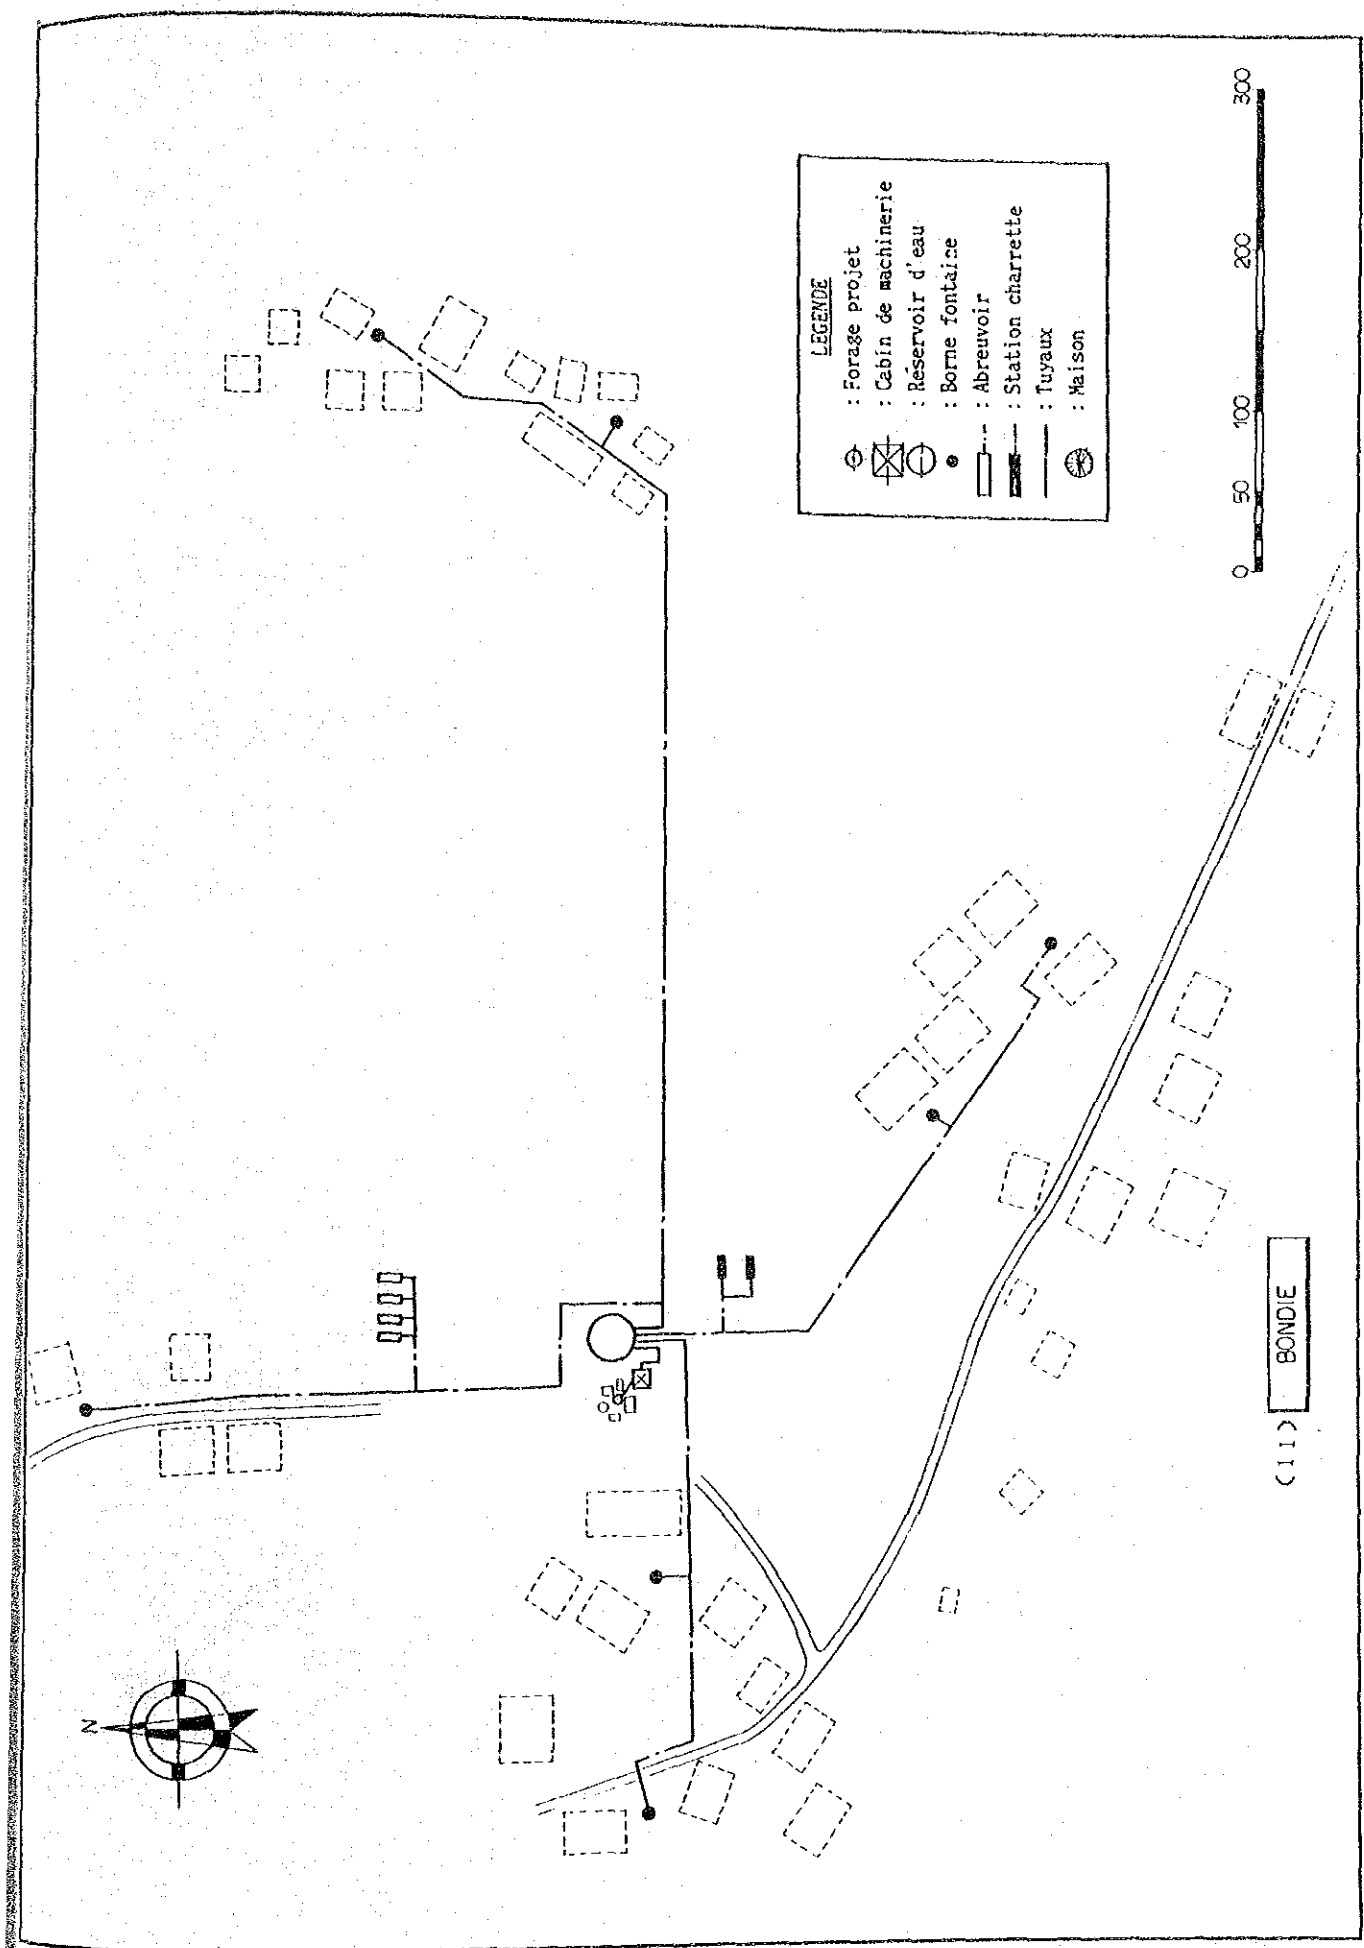 N
LEGENDE
: Forage projet
: Cabin de machinerie
: Réservoir d'eau
: Borne fontaine
: Abreuvoir
: Station charrette
: Tuyaux
: Maison
0 50 100 200 300
(11) BONDIE